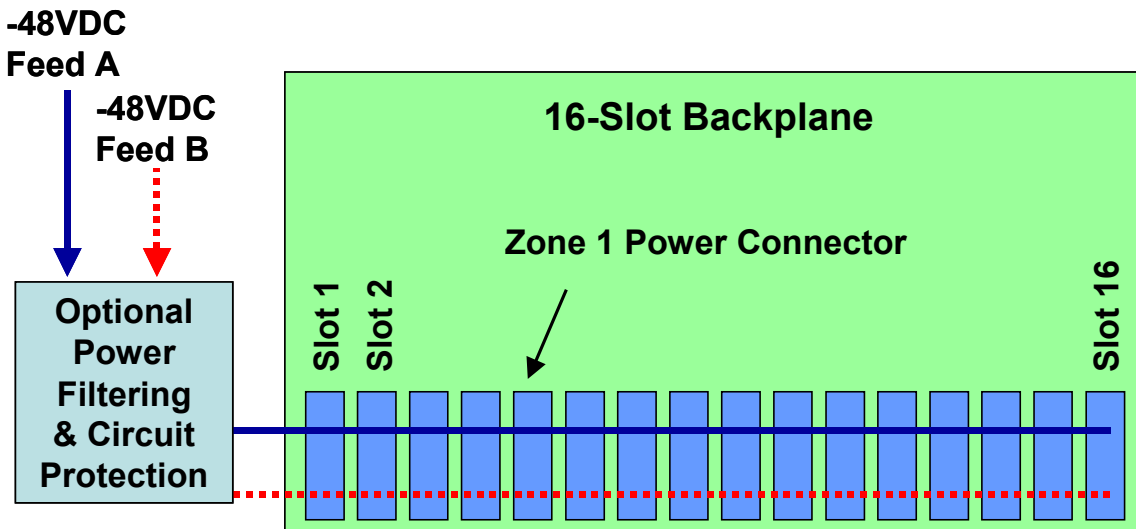 -48VDC
Feed A
-48VDC
Feed B
16-Slot Backplane
Zone 1 Power Connector
Optional
Power
Filtering
& Circuit
Protection
Slot 1
Slot 2
Slot 16